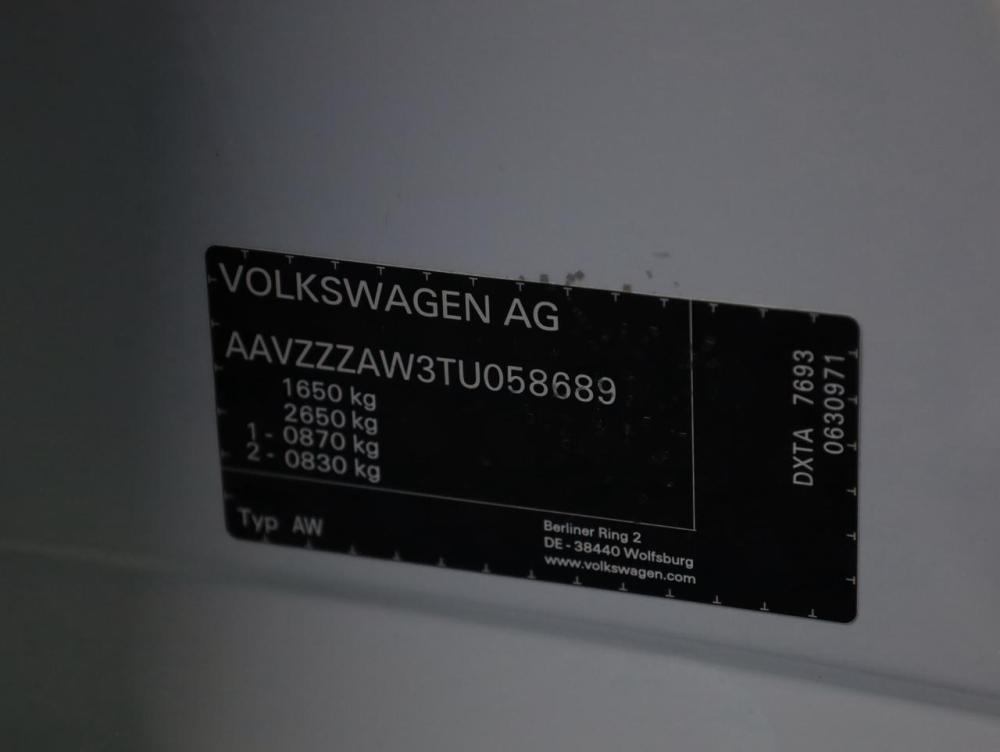 VOLKSWAGEN AG
AAVZZZAW3TU058689
1650 kg
2650 kg
1 - 0870 kg
2 - 0830 kg
Typ AW
Berliner Ring 2
DE - 38440 Wolfsburg
www.volkswagen.com
DXTA 7693
0630971